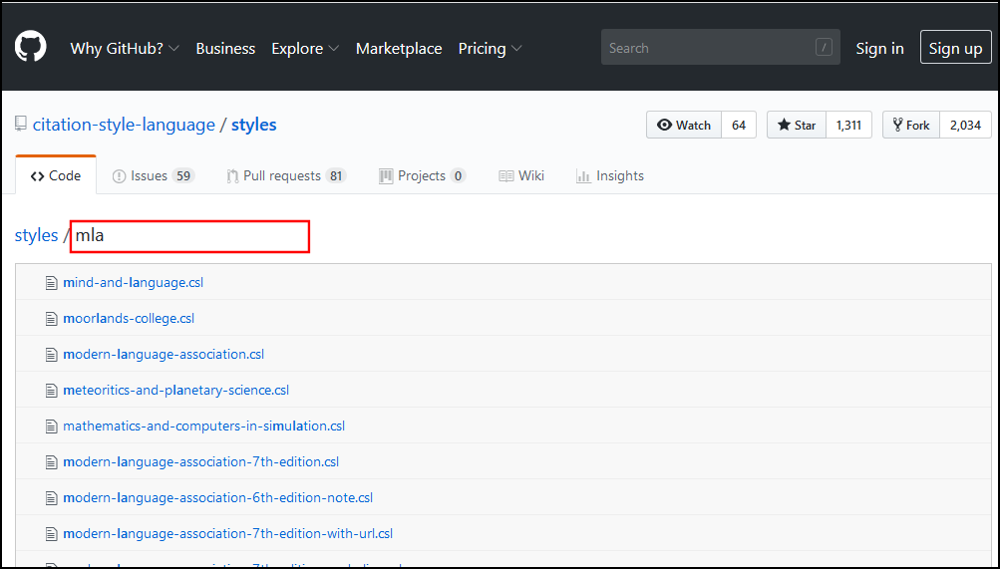 Why GitHub? Business Explore Marketplace Pricing Search / Sign in Sign up
citation-style-language / styles Watch 64 Star 1,311 Fork 2,034
Code Issues 59 Pull requests 81 Projects 0 Wiki Insights
styles / mla
mind-and-language.csl
moorlands-college.csl
modern-language-association.csl
meteoritics-and-planetary-science.csl
mathematics-and-computers-in-simulation.csl
modern-language-association-7th-edition.csl
modern-language-association-6th-edition-note.csl
modern-language-association-7th-edition-with-url.csl